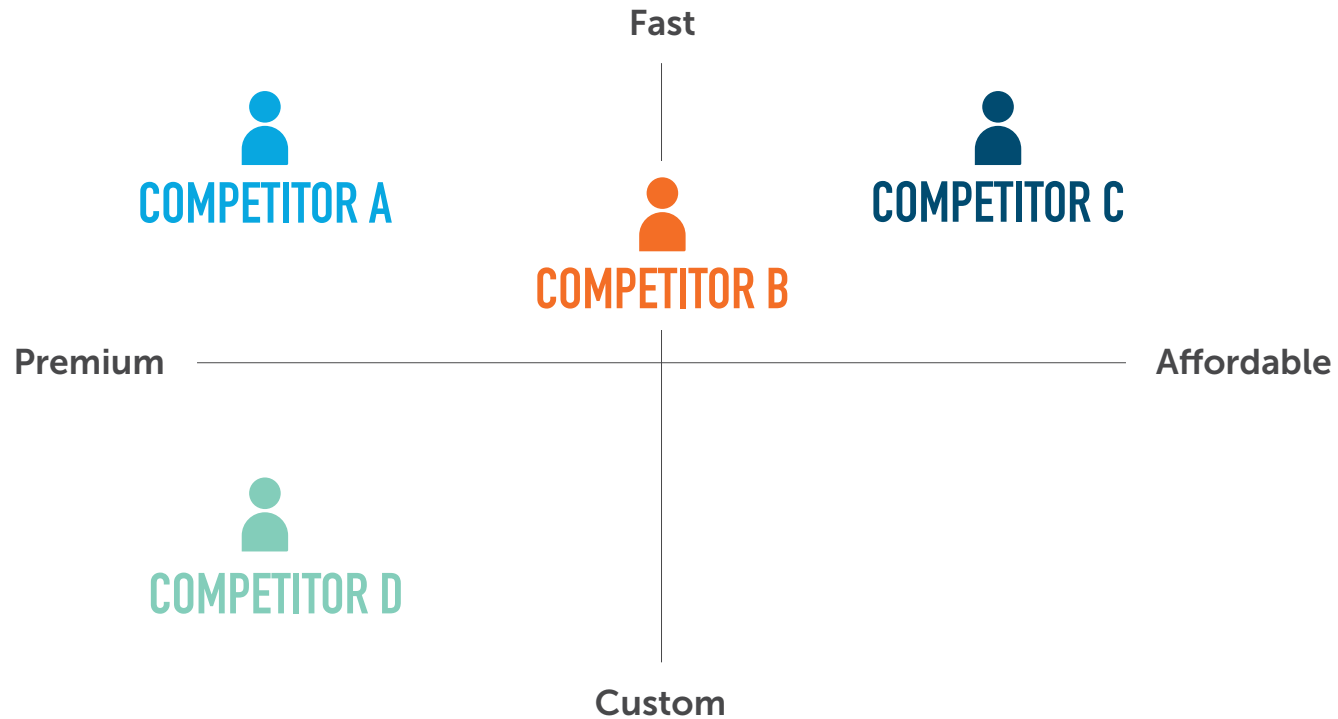 Fast
COMPETITOR A
COMPETITOR C
COMPETITOR B
Premium
Affordable
COMPETITOR D
Custom